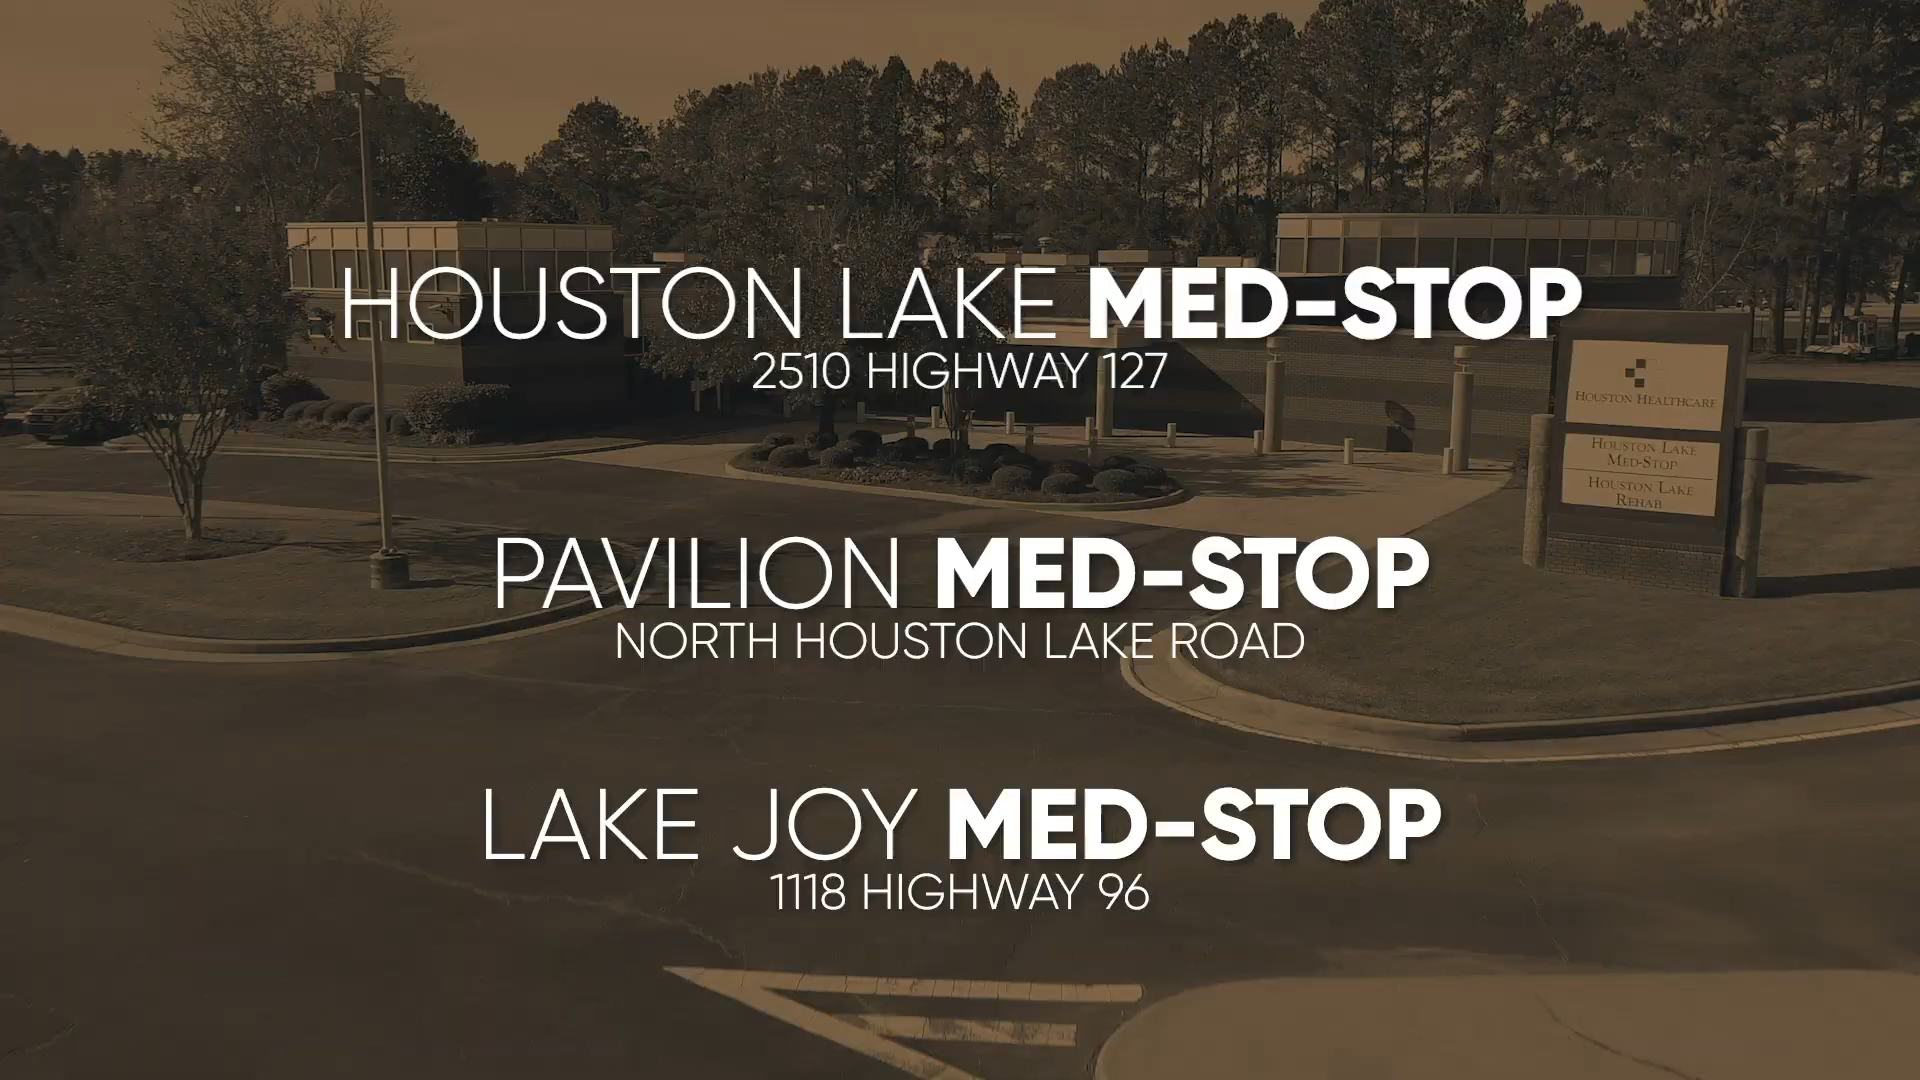 HOUSTON LAKE MED-STOP
2510 HIGHWAY 127
HOUSTON HEALTHCARE
HOUSTON LAKE
MED-STOP
HOUSTON LAKE
REHAB
PAVILION MED-STOP
NORTH HOUSTON LAKE ROAD
LAKE JOY MED-STOP
1118 HIGHWAY 96